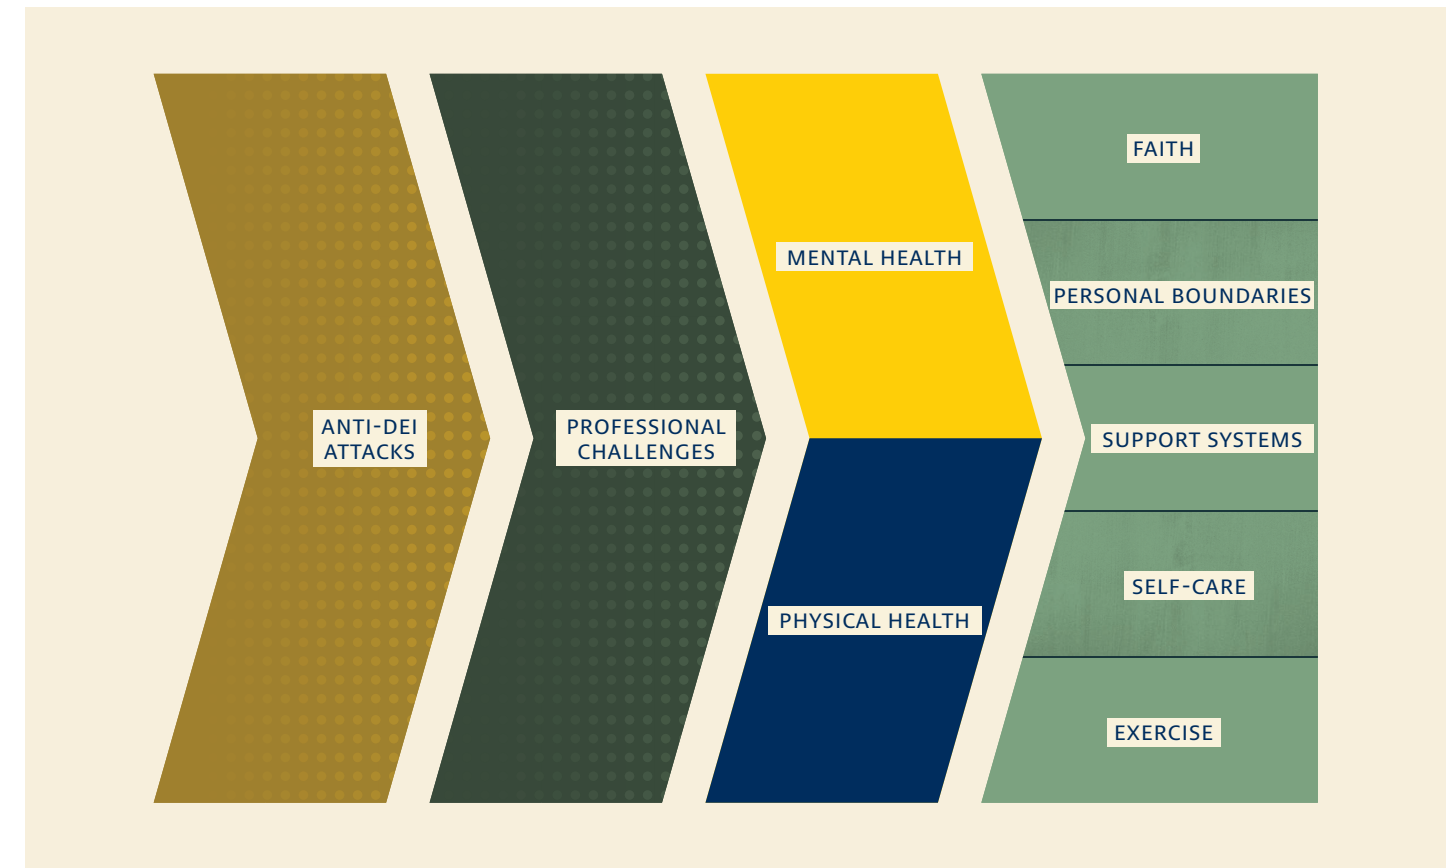 ANTI-DEI
ATTACKS
PROFESSIONAL
CHALLENGES
MENTAL HEALTH
PHYSICAL HEALTH
FAITH
PERSONAL BOUNDARIES
SUPPORT SYSTEMS
SELF-CARE
EXERCISE